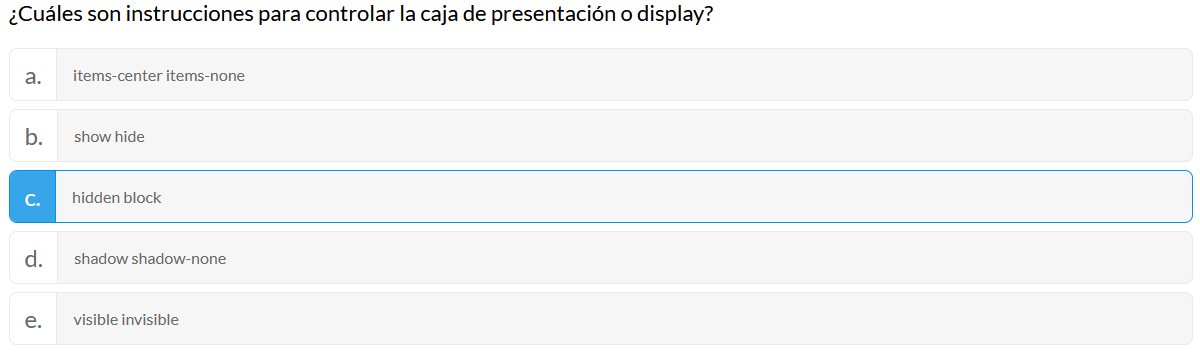 ¿Cuáles son instrucciones para controlar la caja de presentación o display?
a. items-center items-none
b. show hide
c. hidden block
d. shadow shadow-none
e. visible invisible